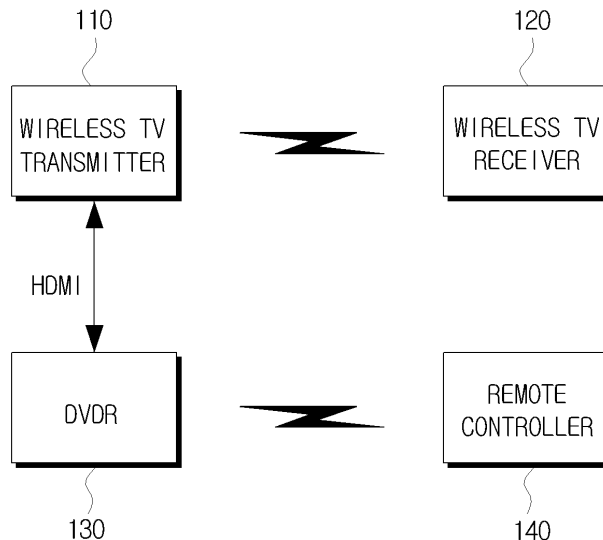 110
120
WIRELESS TV
TRANSMITTER
WIRELESS TV
RECEIVER
HDMI
DVDR
REMOTE
CONTROLLER
130
140